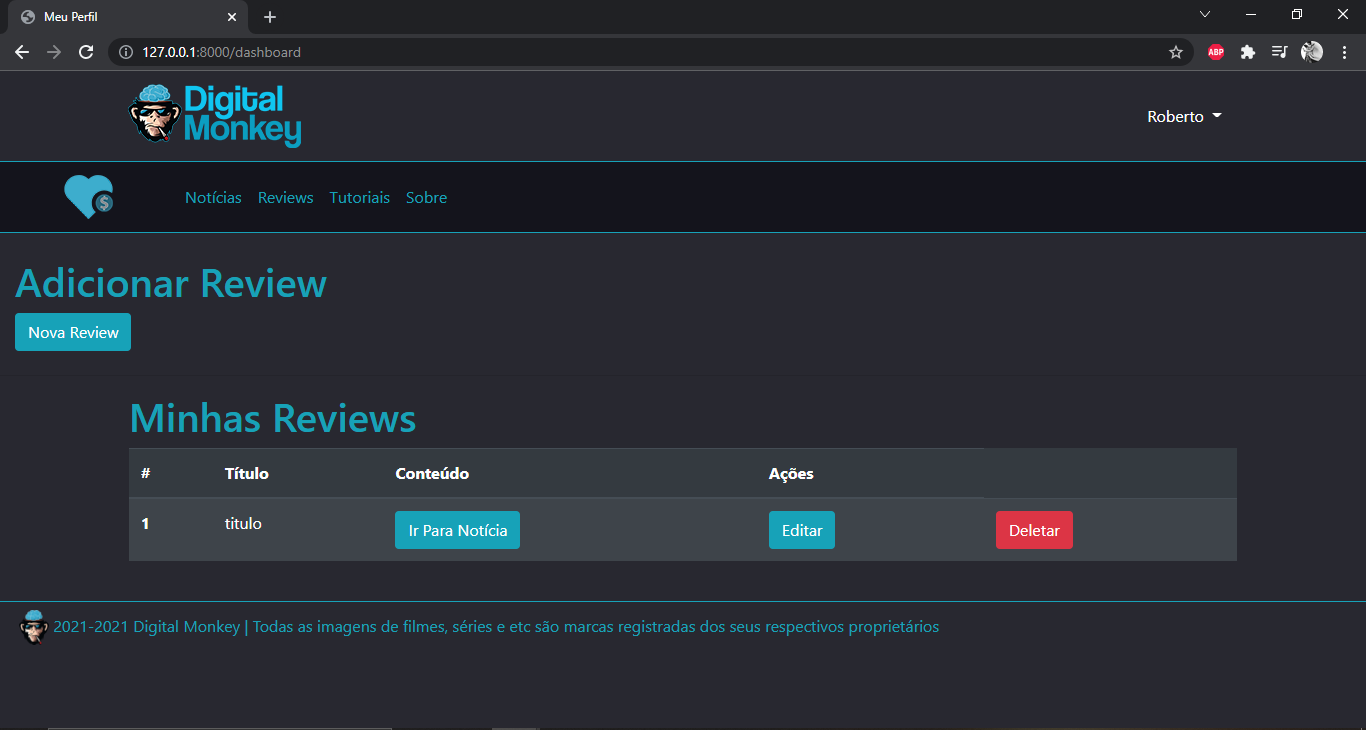 Meu Perfil
127.0.0.1:8000/dashboard
ABP
Digital
Monkey
Roberto
$
Notícias Reviews Tutoriais Sobre
Adicionar Review
Nova Review
Minhas Reviews
# Título Conteúdo Ações
1 titulo Ir Para Notícia Editar Deletar
2021-2021 Digital Monkey | Todas as imagens de filmes, séries e etc são marcas registradas dos seus respectivos proprietários